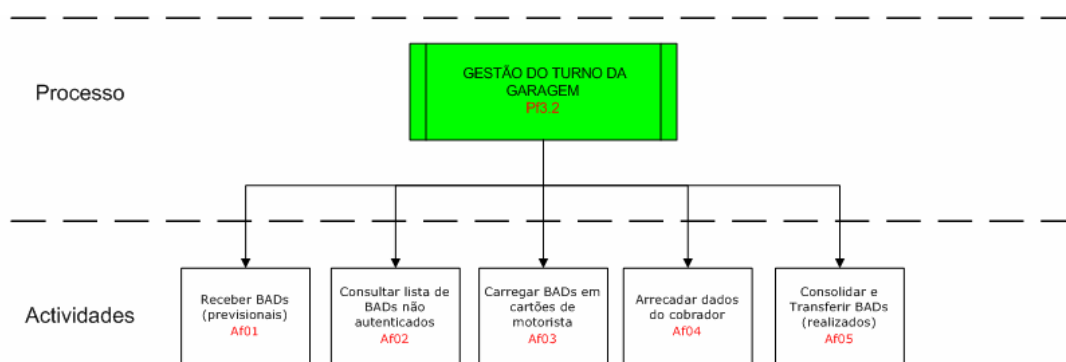 Processo
GESTÃO DO TURNO DA
GARAGEM
Pf3.2
Actividades
Receber BADs
(previsionais)
Af01
Consultar lista de
BADs não
autenticados
Af02
Carregar BADs em
cartões de
motorista
Af03
Arrecadar dados
do cobrador
Af04
Consolidar e
Transferir BADs
(realizados)
Af05